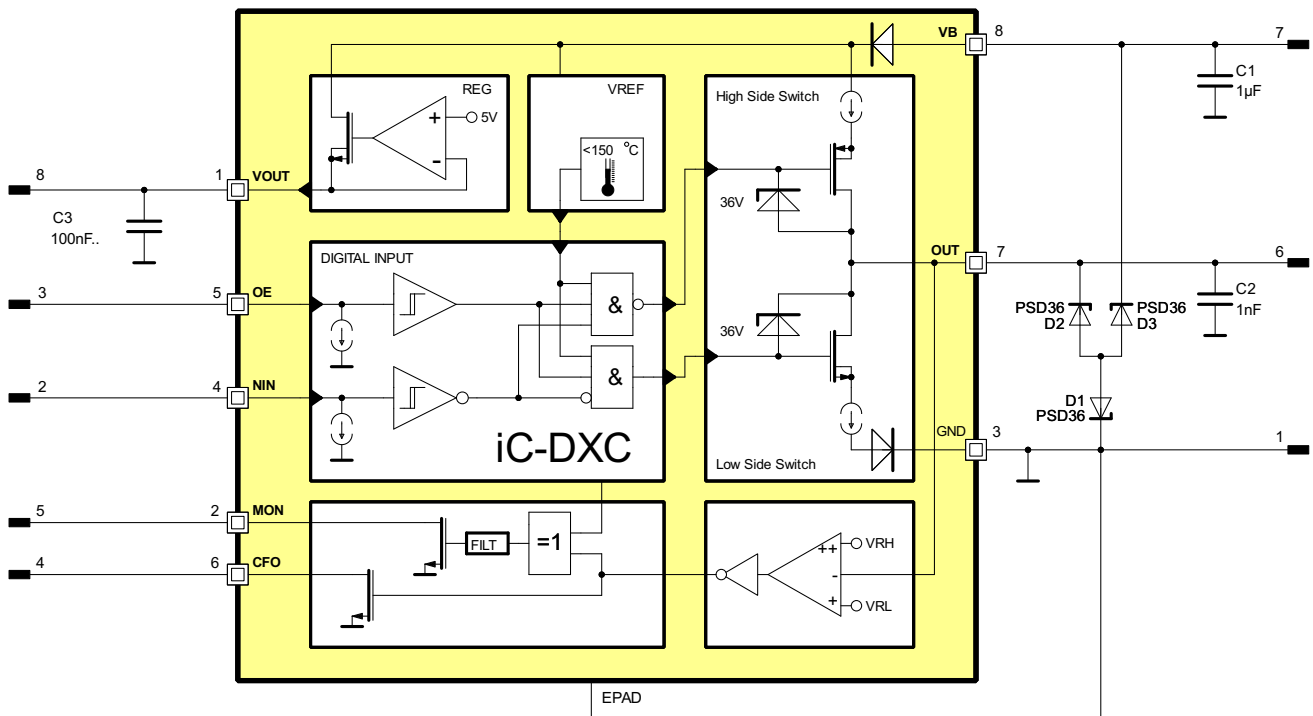 VB
8
7
REG
VREF
High Side Switch
C1
1µF
+
5V
-
<150 °C
8
1
VOUT
36V
C3
100nF..
DIGITAL INPUT
OUT
7
6
3
5
OE
&
36V
PSD36
D2
PSD36
D3
C2
1nF
2
4
NIN
&
D1
PSD36
iC-DXC
GND
3
1
Low Side Switch
5
2
MON
FILT
=1
++
VRH
4
6
CFO
-
+
VRL
EPAD